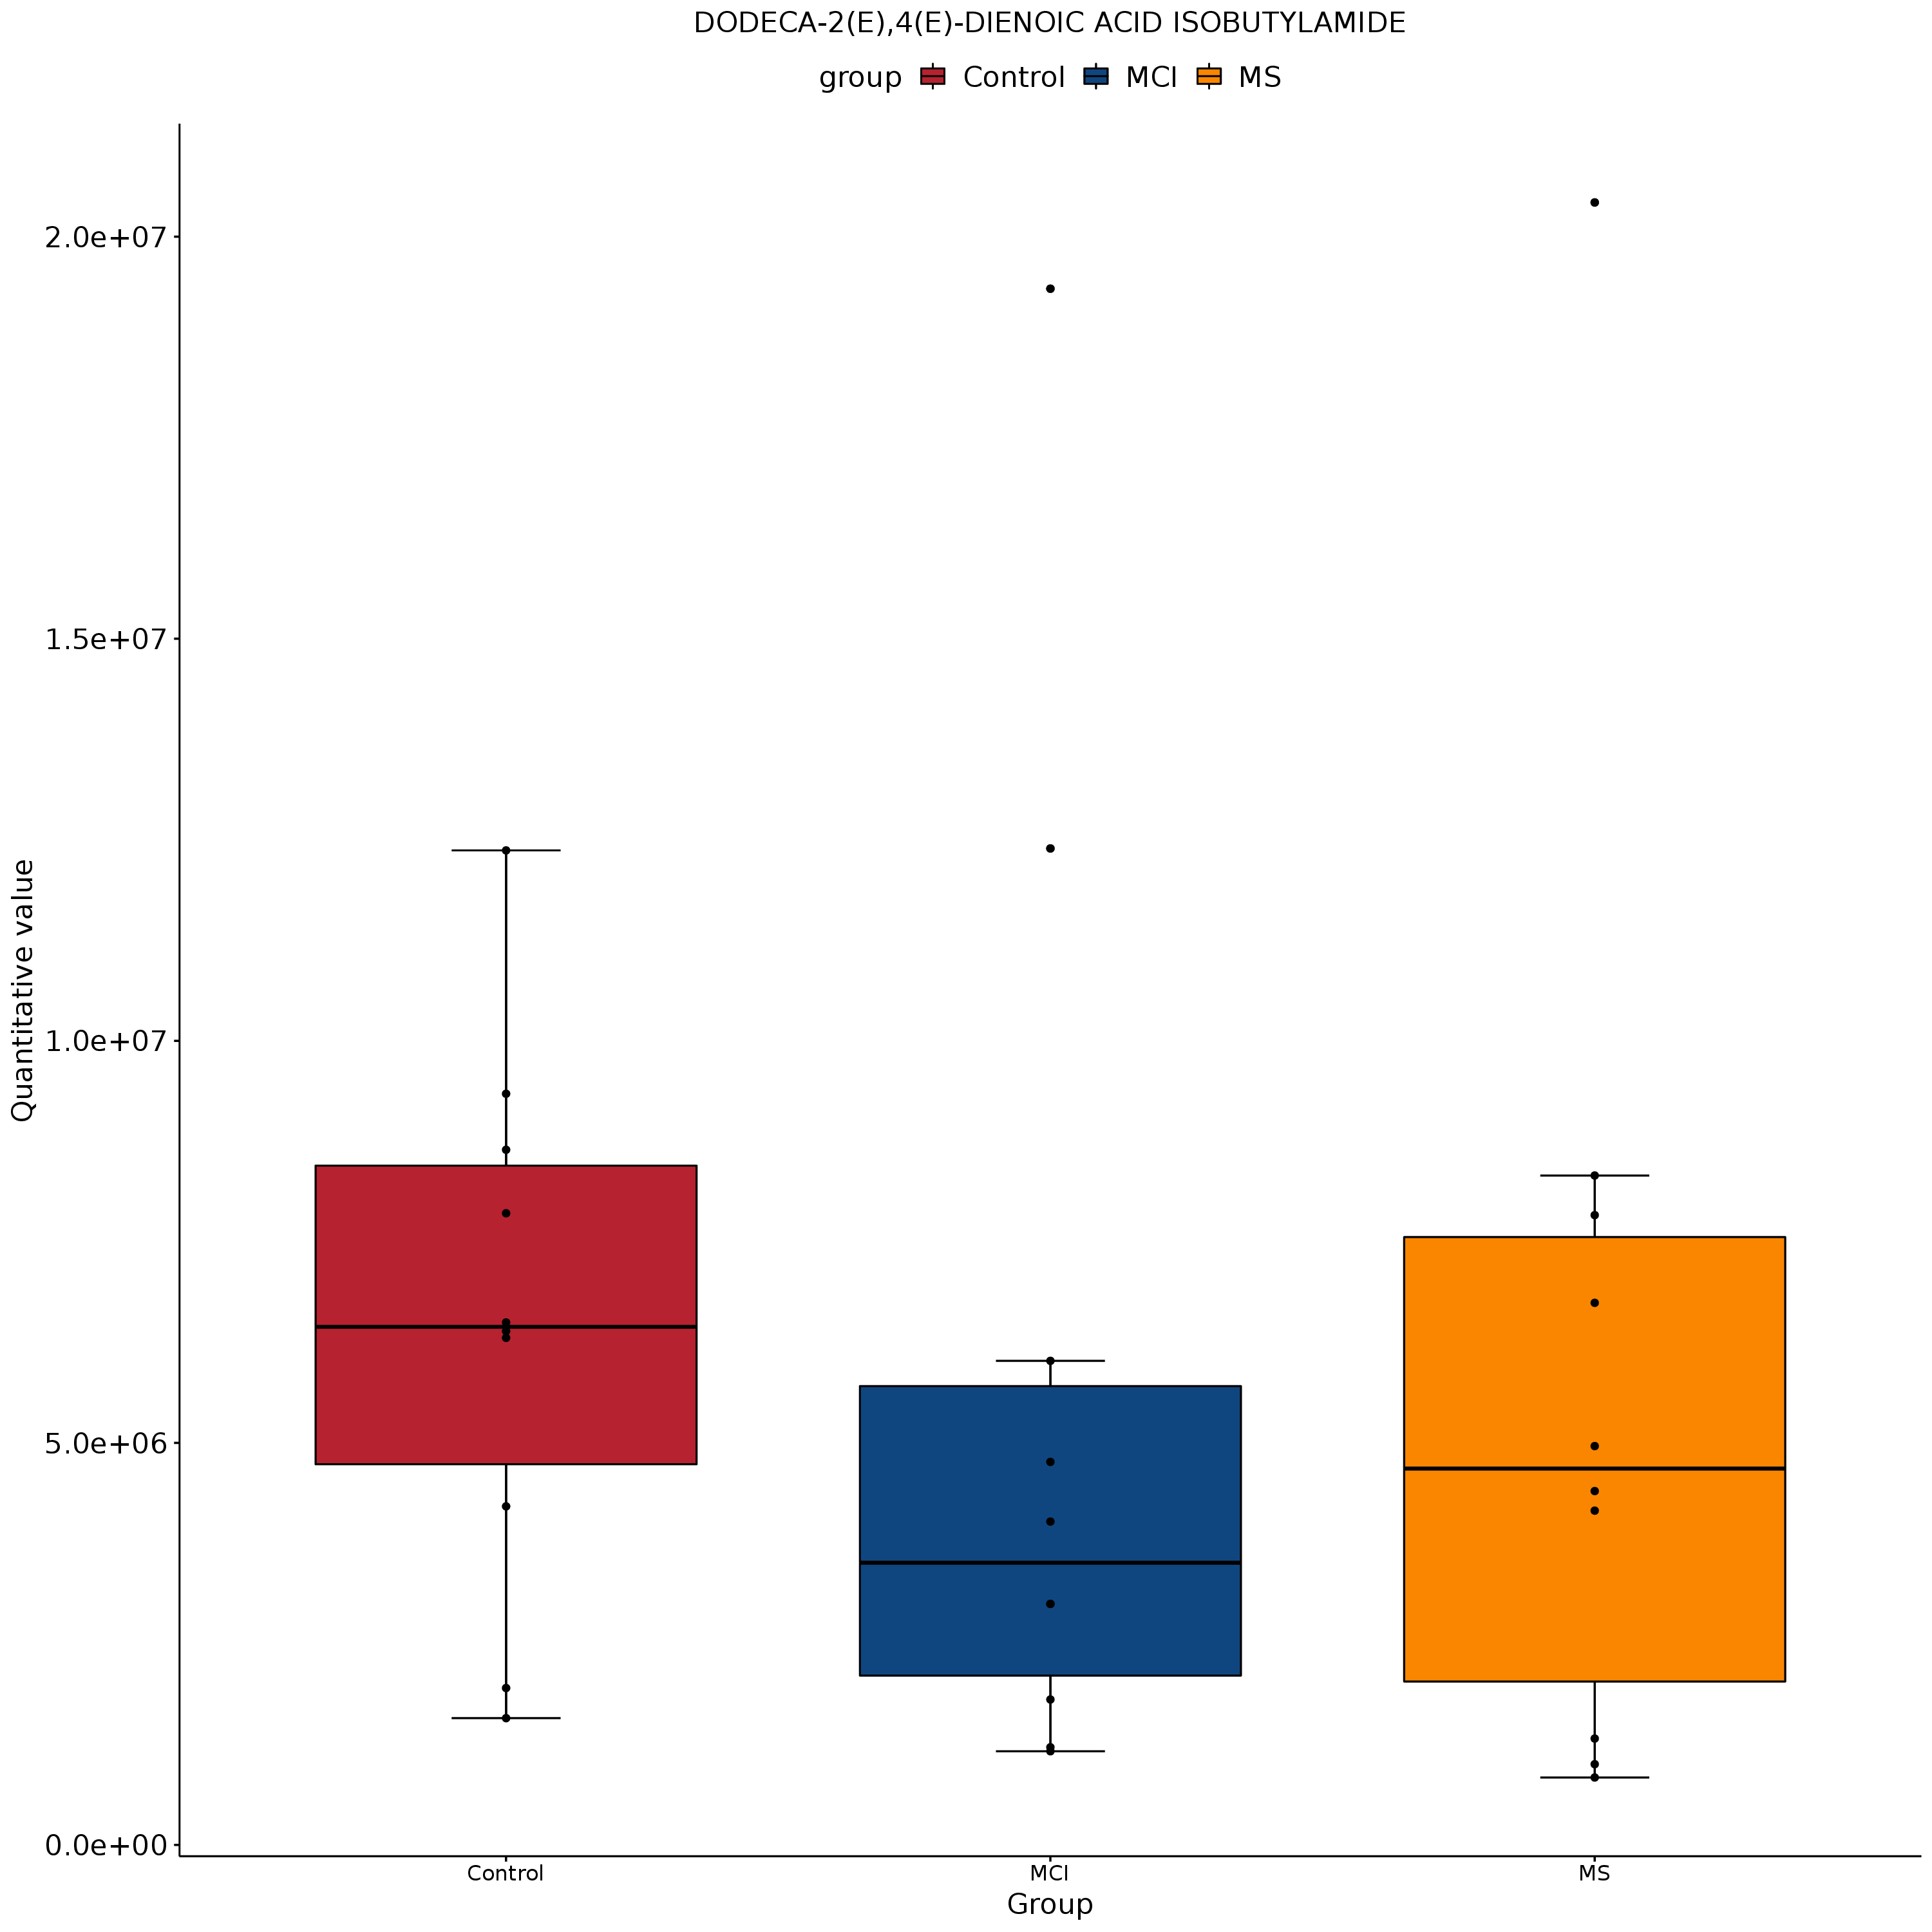 DODECA-2(E),4(E)-DIENOIC ACID ISOBUTYLAMIDE
group Control MCI MS
Quantitative value
2.0e+07
1.5e+07
1.0e+07
5.0e+06
0.0e+00
Control MCI MS
Group